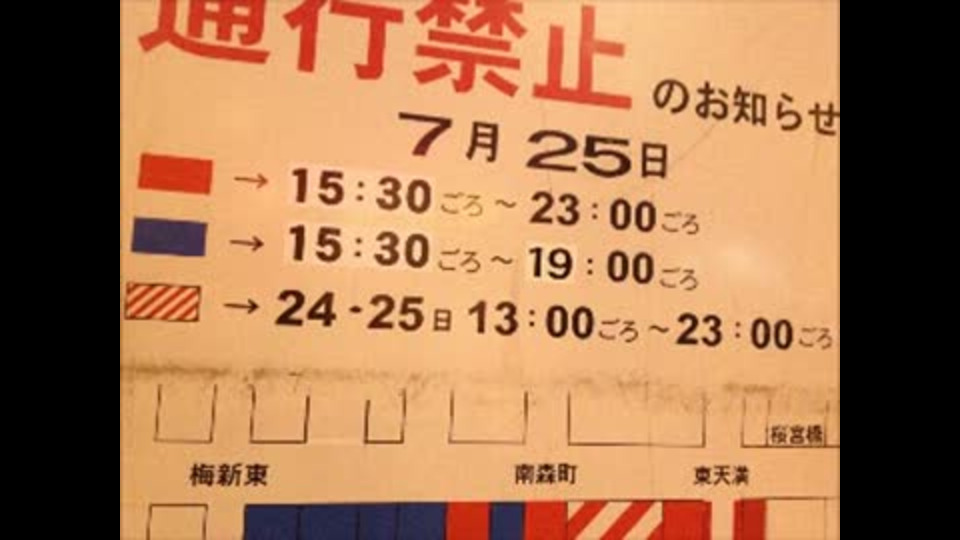 通行禁止のお知らせ
7月25日
→ 15:30ごろ～23:00ごろ
→ 15:30ごろ～19:00ごろ
→ 24-25日 13:00ごろ～23:00ごろ
桜宮橋
梅新東 南森町 東天満